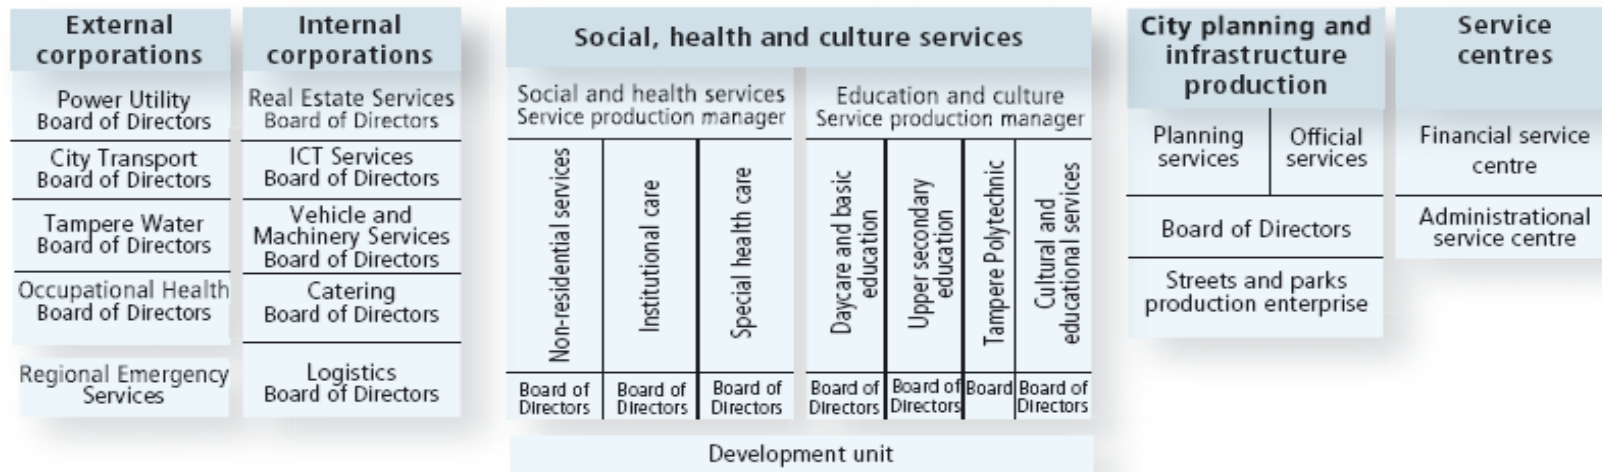 External
corporations
Power Utility
Board of Directors
City Transport
Board of Directors
Tampere Water
Board of Directors
Occupational Health
Board of Directors
Regional Emergency
Services
Internal
corporations
Real Estate Services
Board of Directors
ICT Services
Board of Directors
Vehicle and
Machinery Services
Board of Directors
Catering
Board of Directors
Logistics
Board of Directors
Social, health and culture services
Social and health services
Service production manager
Non-residential services
Board of
Directors
Institutional care
Board of
Directors
Special health care
Board of
Directors
Education and culture
Service production manager
Daycare and basic
education
Board of
Directors
Upper secondary
education
Board of
Directors
Tampere Polytechnic
Board
Cultural and
educational services
Board of
Directors
Development unit
City planning and
infrastructure
production
Planning
services
Official
services
Board of Directors
Streets and parks
production enterprise
Service
centres
Financial service
centre
Administrational
service centre